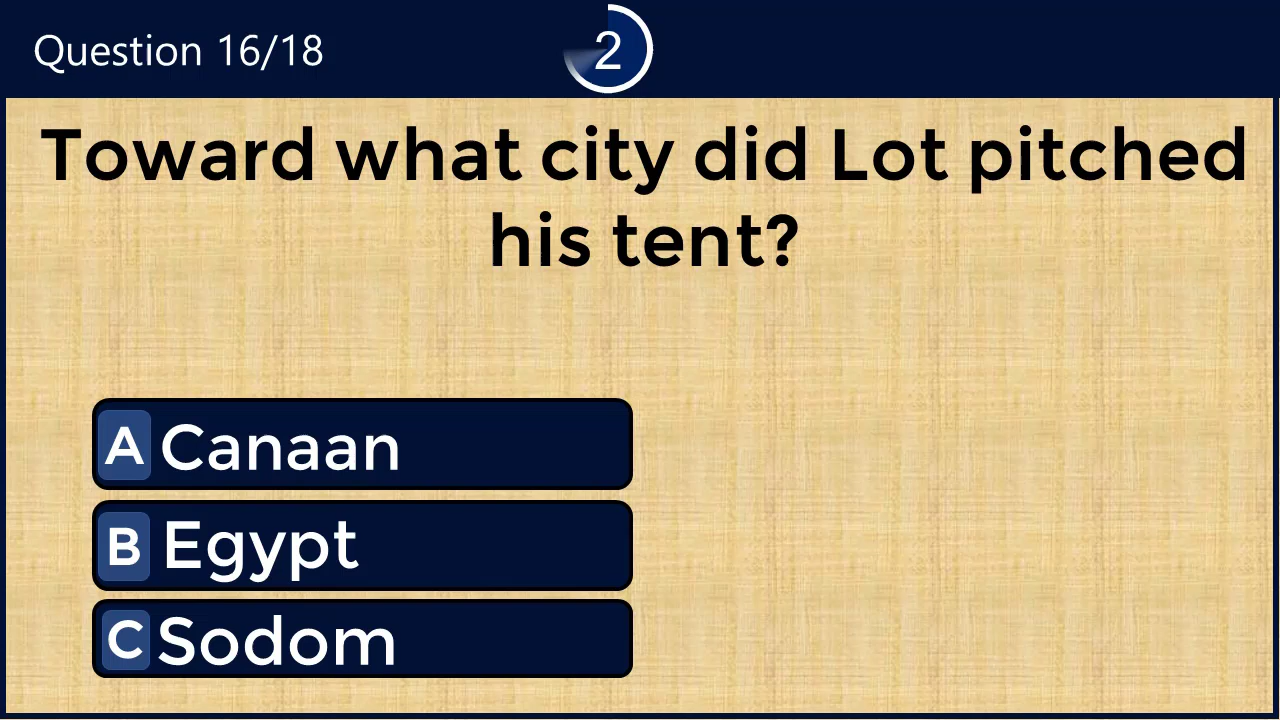 Question 16/18
2
Toward what city did Lot pitched
his tent?
A Canaan
B Egypt
C Sodom